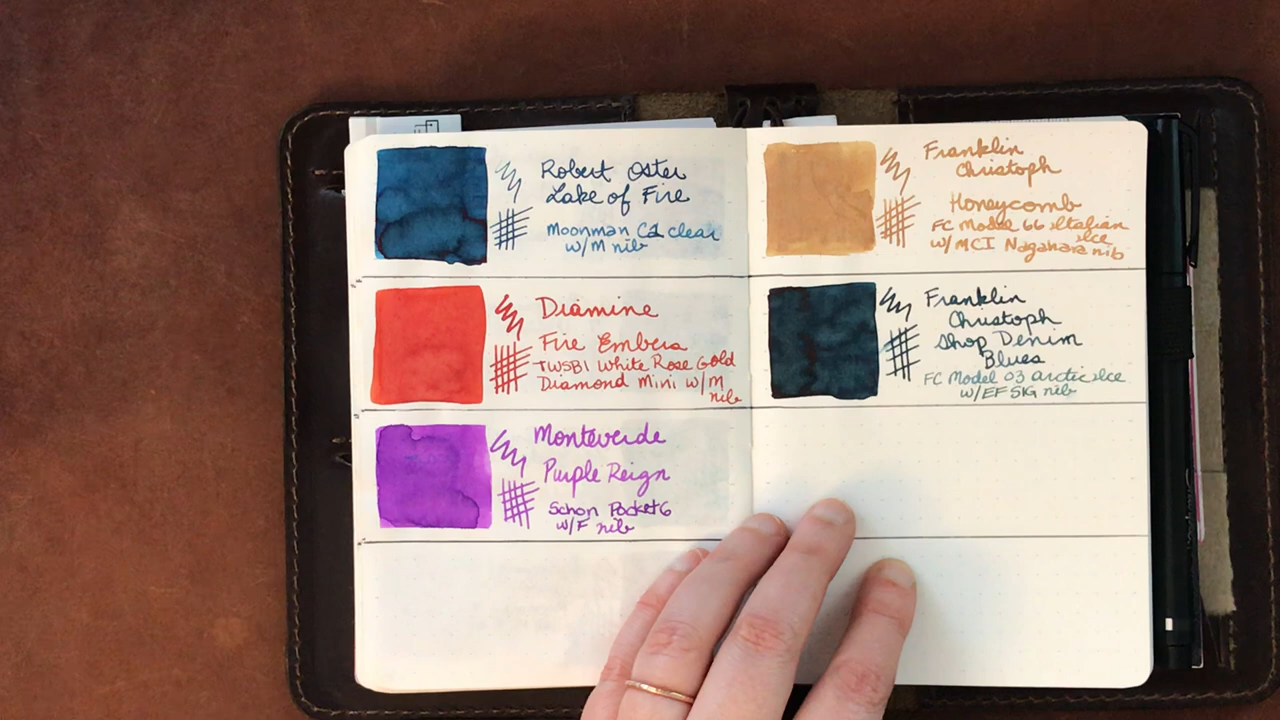 Robert Oster
Lake of Fire
Moonman C1 clear
w/M nib
Diamine
Fire Embers
TWSBI White Rose Gold
Diamond Mini w/M
nib
Monteverde
Purple Reign
Schon Pocket6
w/F nib
Franklin
Christoph
Honeycomb
FC Model 66 Italian
Ice
w/MCI Nagahara nib
Franklin
Christoph
Shop Denim
Blues
FC Model 03 Arctic Ice
w/EF SIG nib